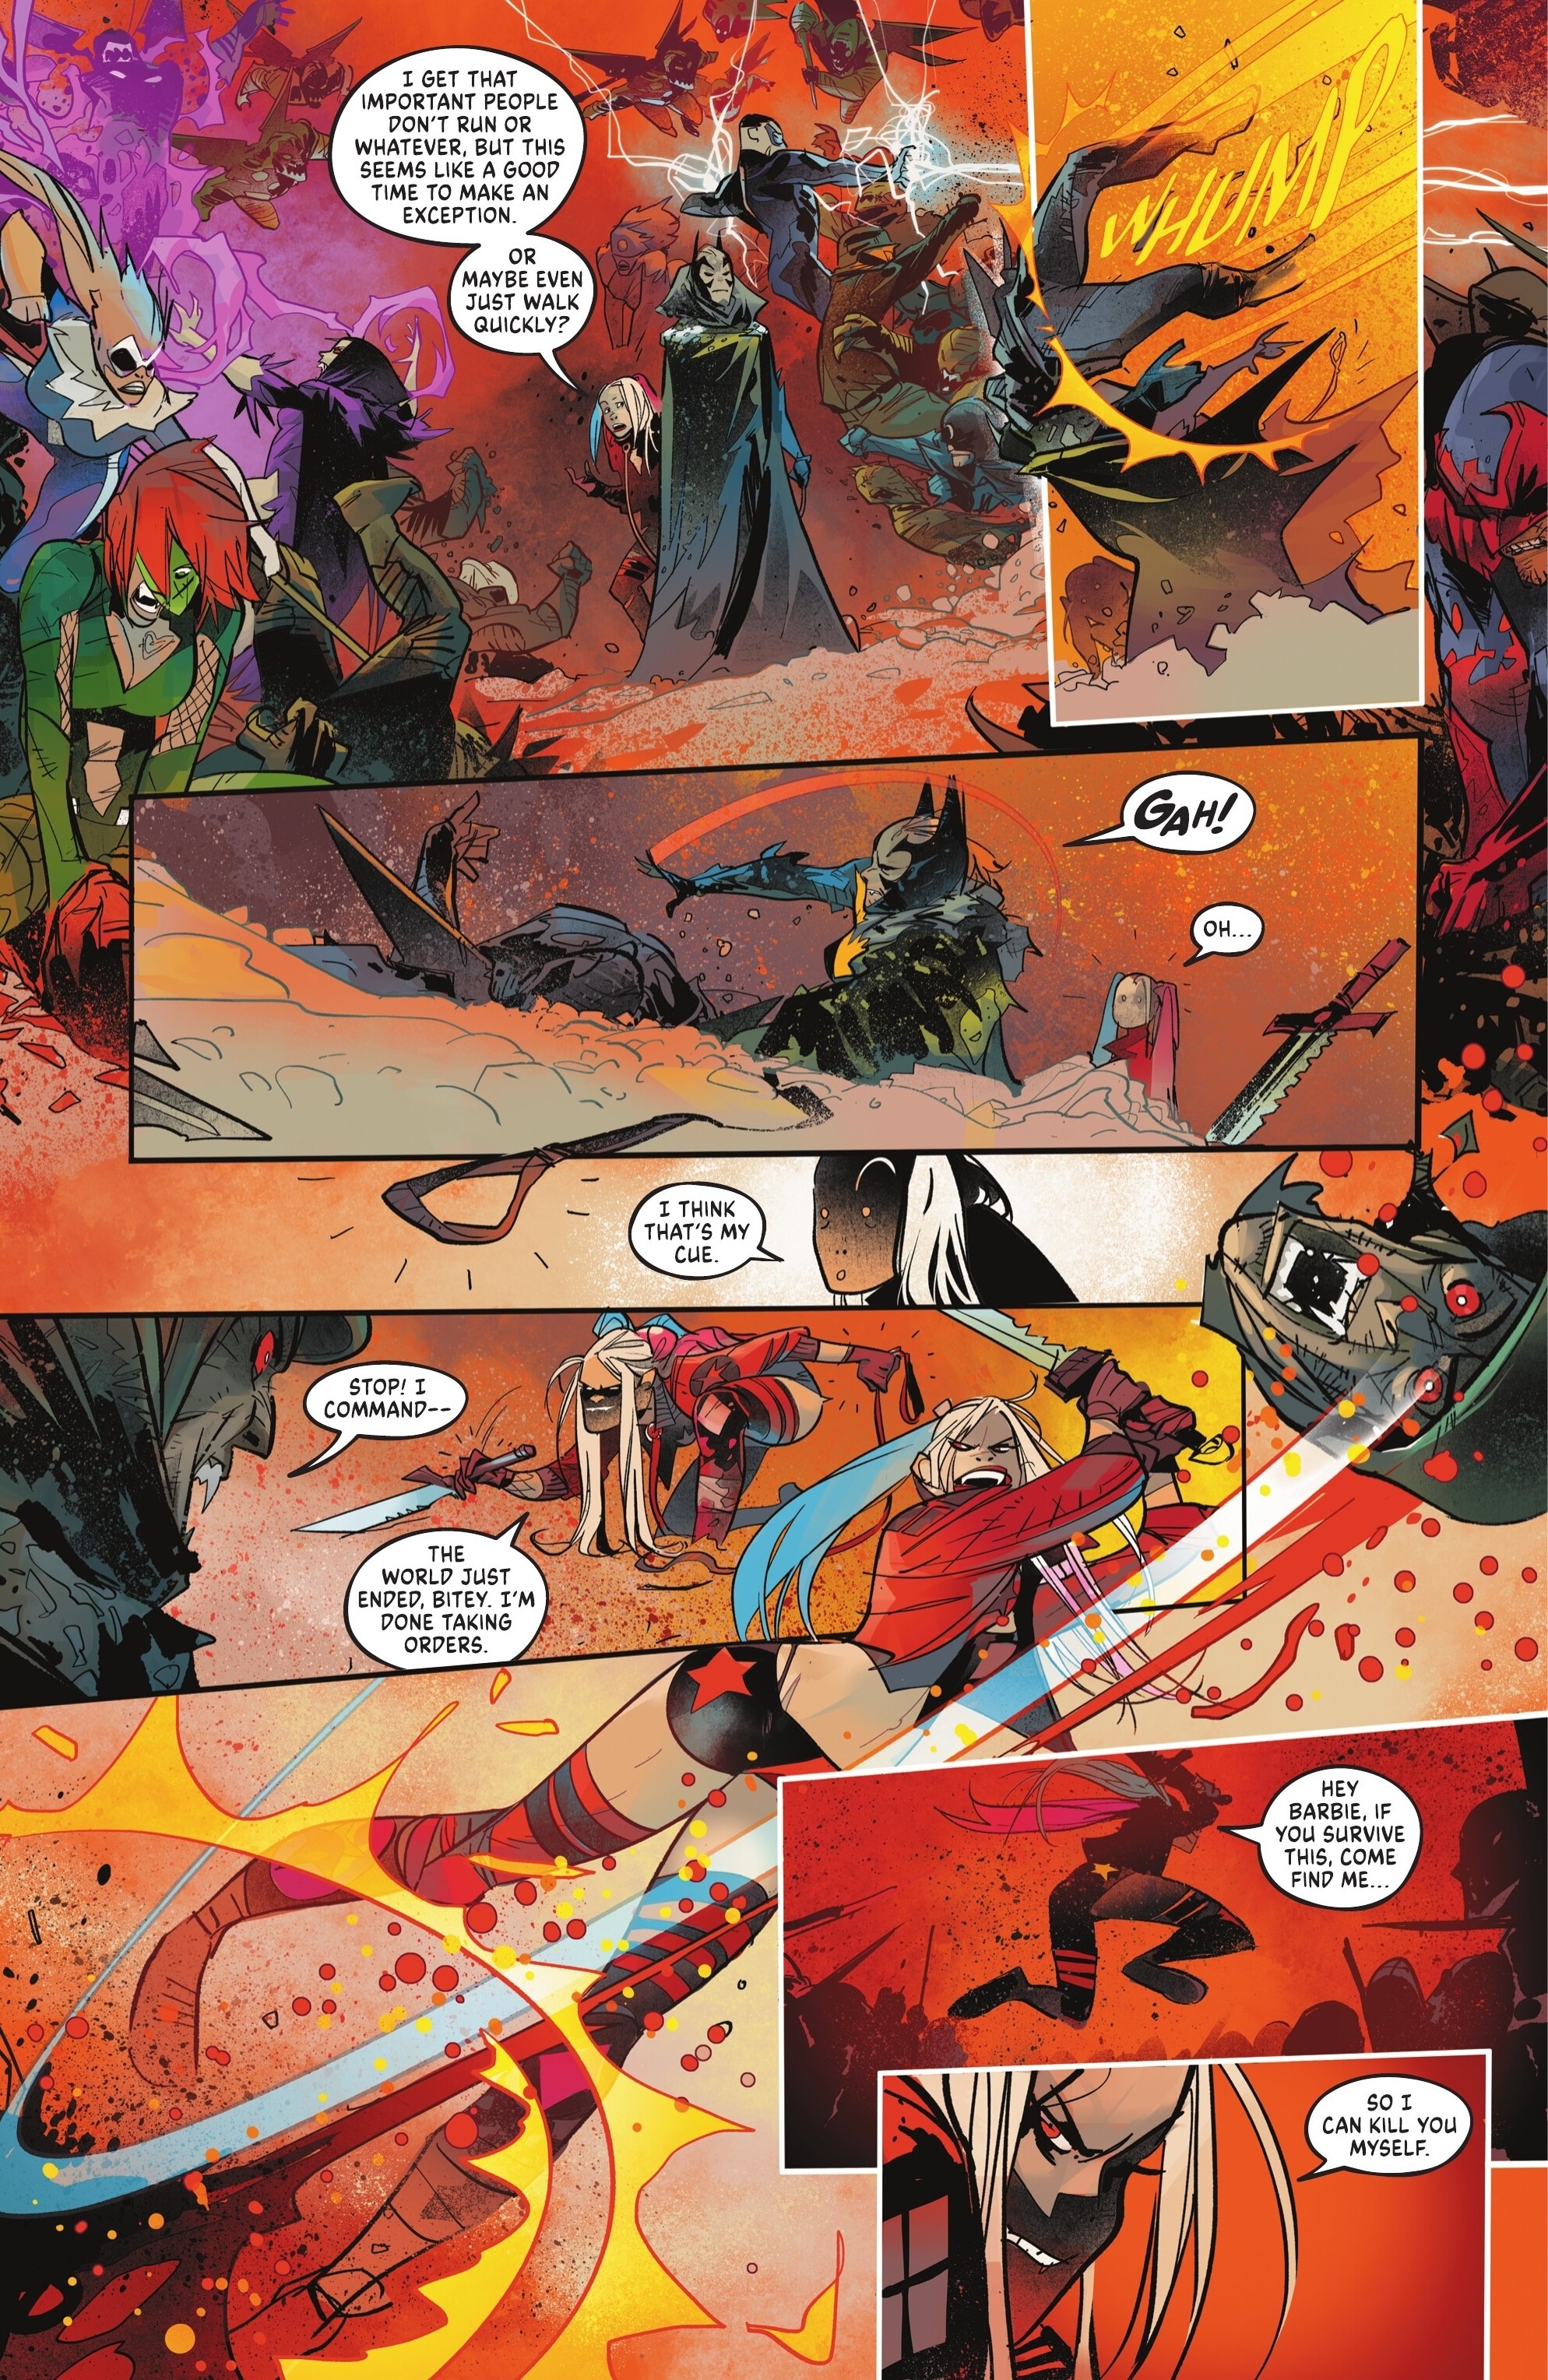 I GET THAT
IMPORTANT PEOPLE
DON'T RUN OR
WHATEVER, BUT THIS
SEEMS LIKE A GOOD
TIME TO MAKE AN
EXCEPTION.
OR
MAYBE EVEN
JUST WALK
QUICKLY?
WHUMP
GAH!
OH...
I THINK
THAT'S MY
CUE.
STOP! I
COMMAND--
THE
WORLD JUST
ENDED, BITEY. I'M
DONE TAKING
ORDERS.
HEY
BARBIE, IF
YOU SURVIVE
THIS, COME
FIND ME...
SO I
CAN KILL YOU
MYSELF.